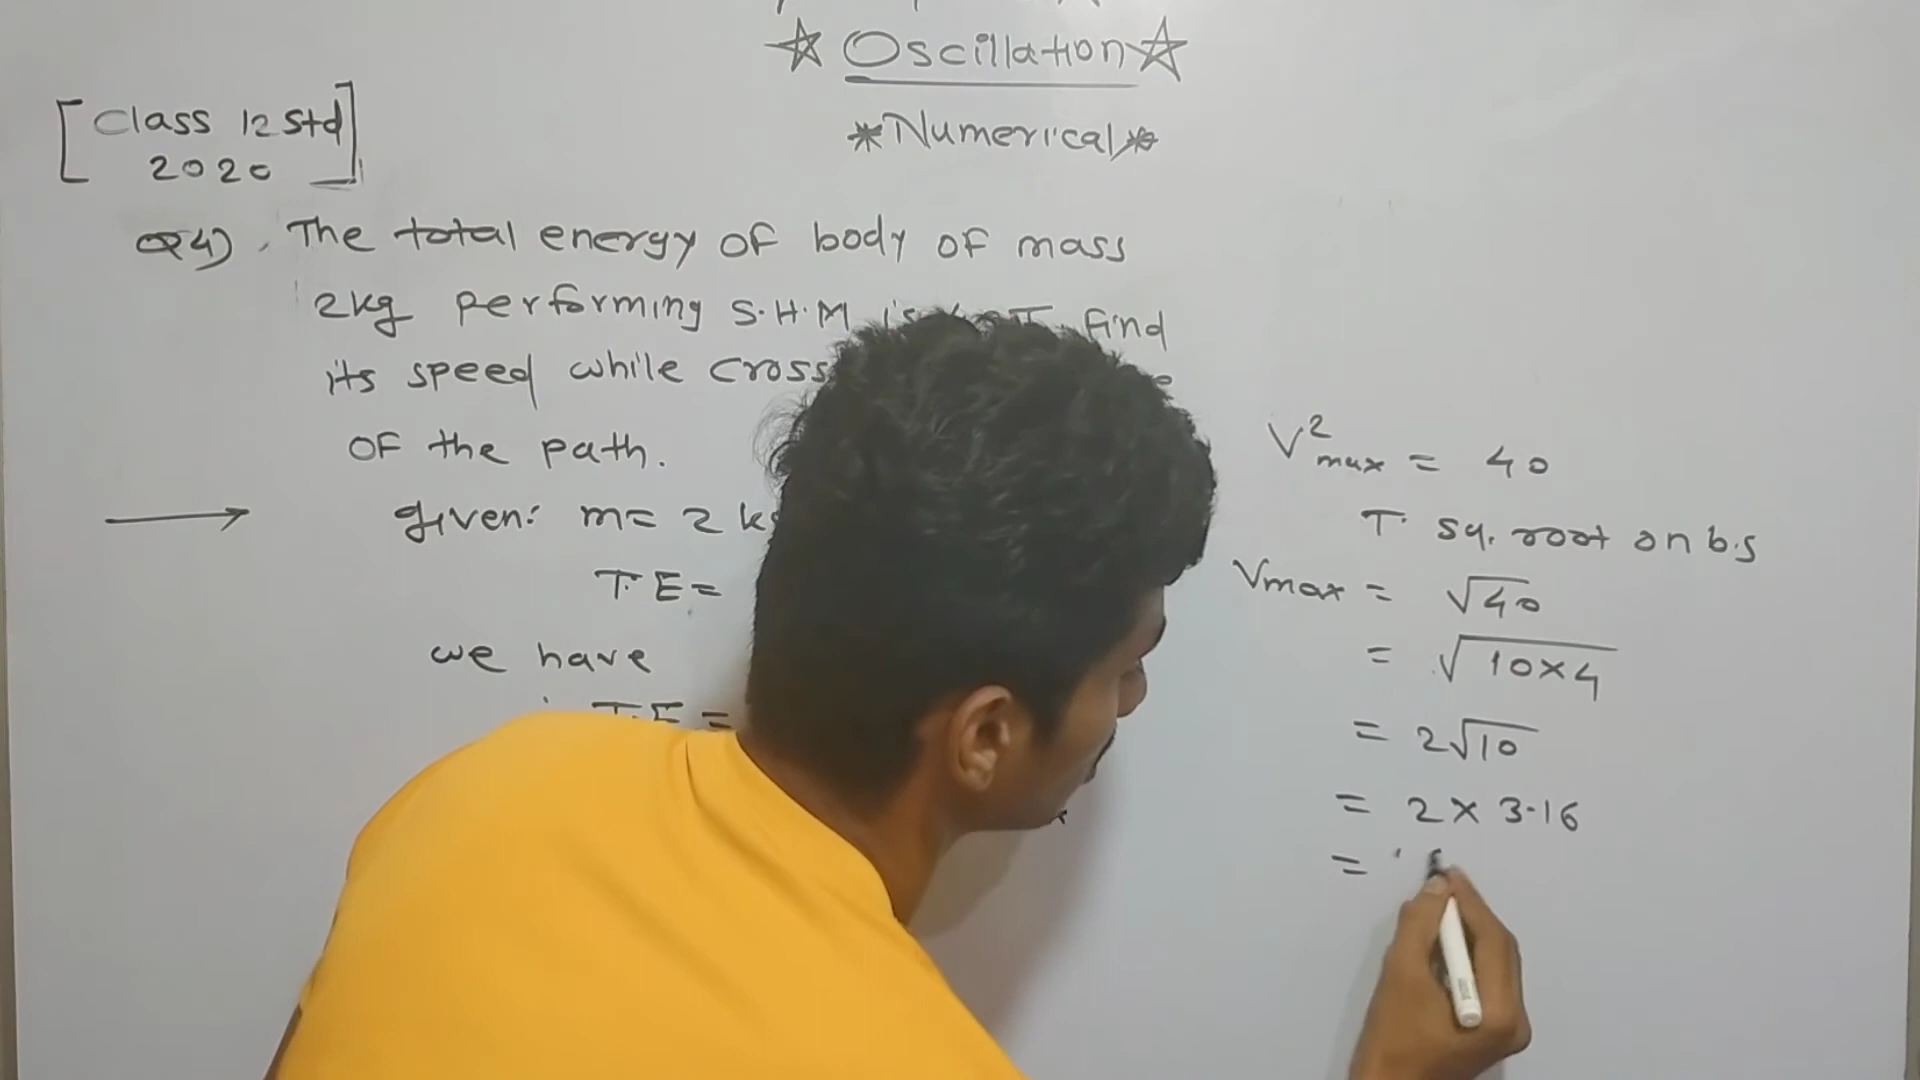 ☆ Oscillation ☆
*Numerical*
[Class 12 Std
2020]
Q4). The total energy of body of mass
2kg performing S.H.M is find
its speed while cross
of the path.
→ given: m= 2 kg
T.E=
we have
T.E =
V²max = 40
T. sq. root on b.s
Vmax = √40
= √10×4
= 2√10
= 2 × 3.16
=